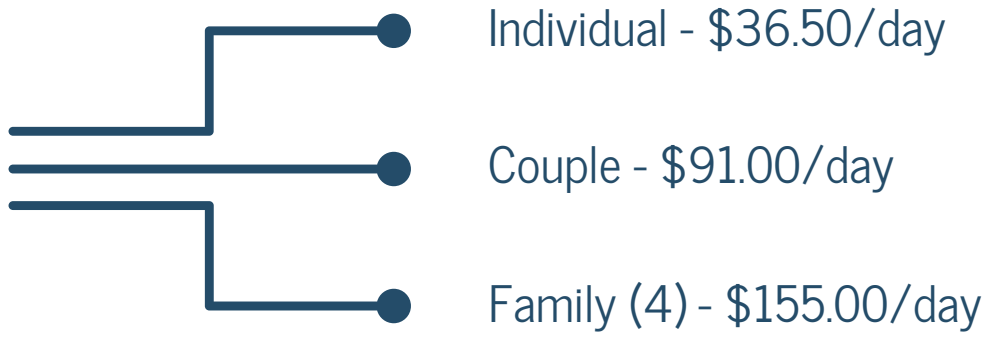 Individual - $36.50/day
Couple - $91.00/day
Family (4) - $155.00/day